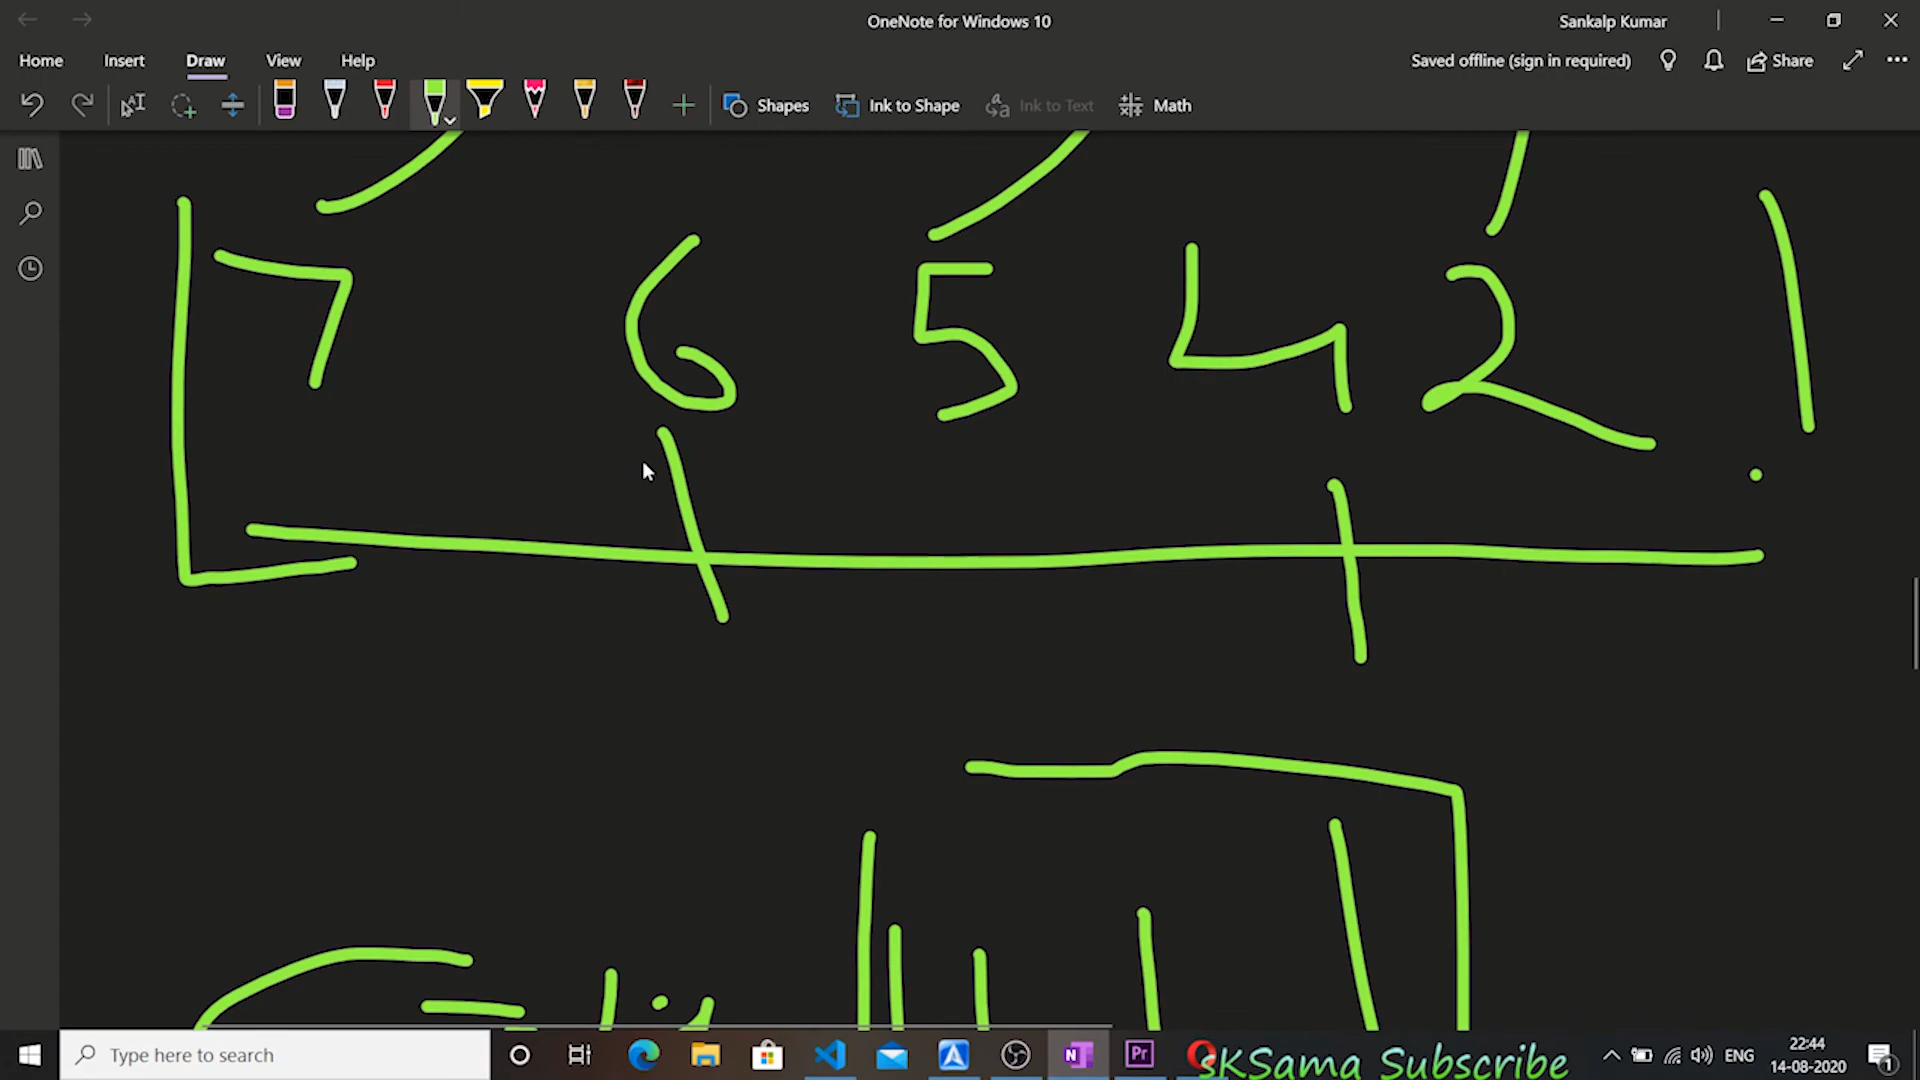 OneNote for Windows 10
Sankalp Kumar
Home Insert Draw View Help
Saved offline (sign in required)
Share
Shapes
Ink to Shape
Ink to Text
Math
7 6 5 4 2
Type here to search
Pr
sKSama Subscribe
ENG
22:44
14-08-2020
1